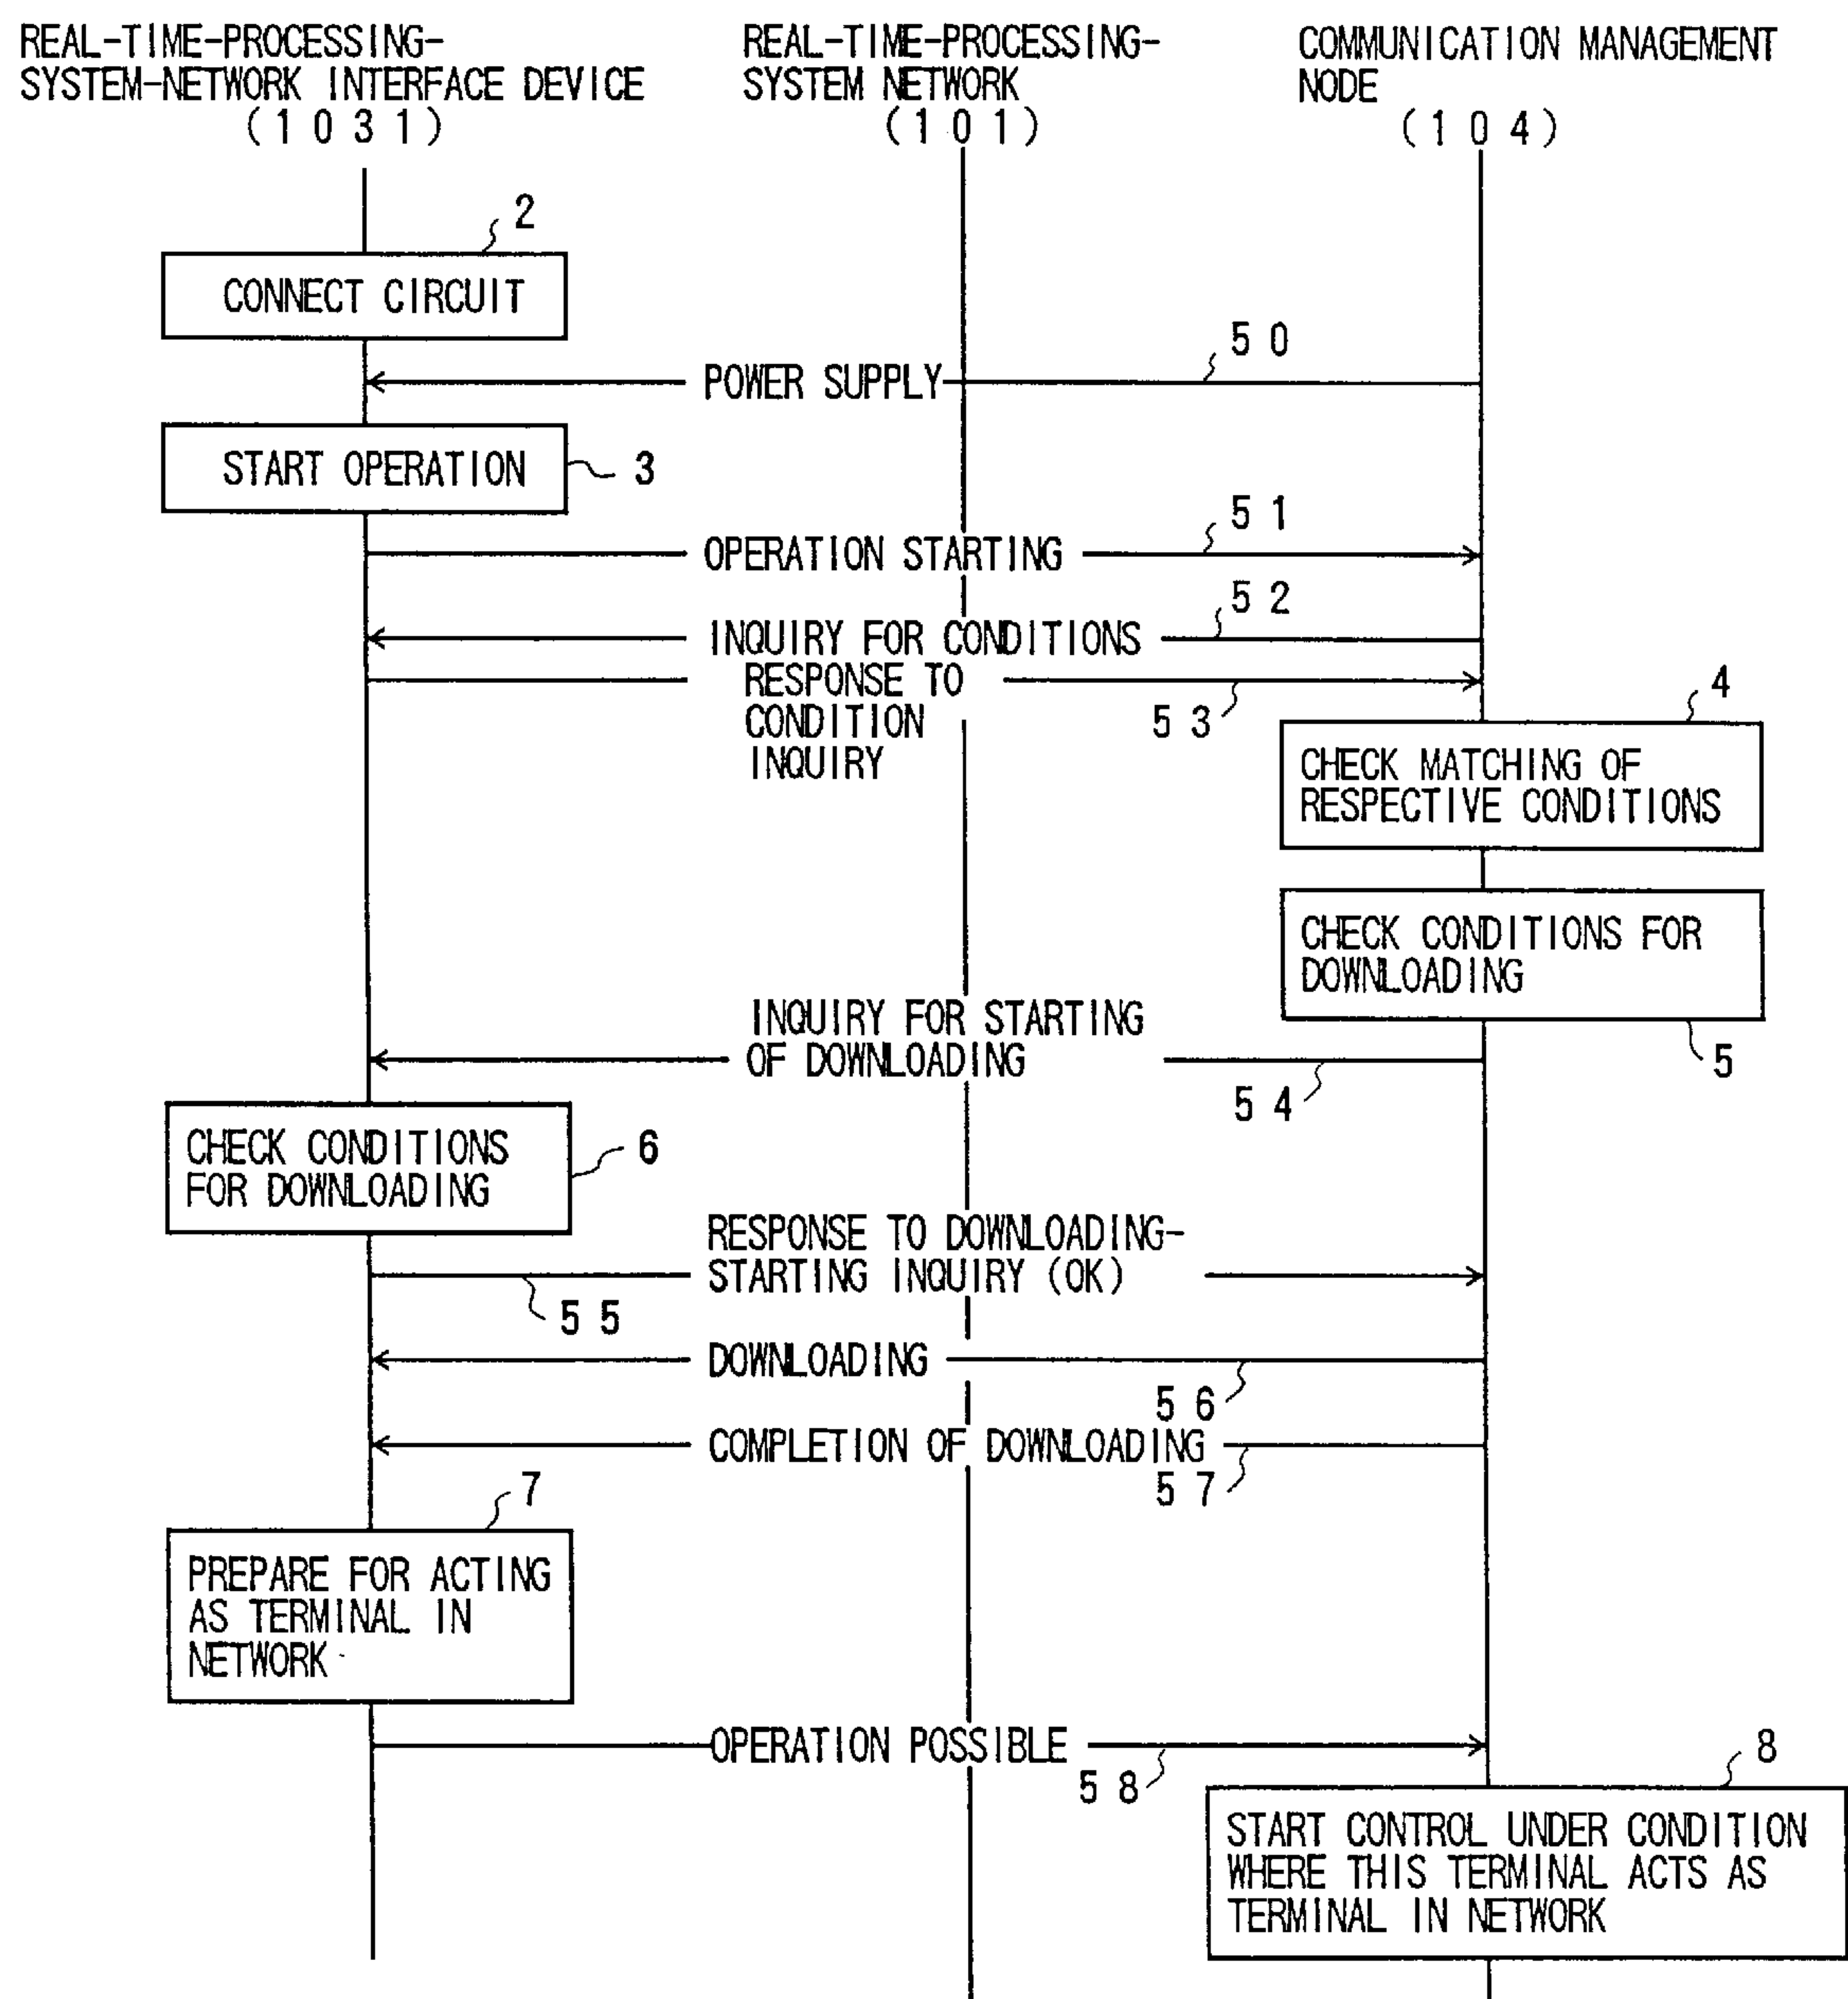 REAL-TIME-PROCESSING-
SYSTEM-NETWORK INTERFACE DEVICE
(1031)
REAL-TIME-PROCESSING-
SYSTEM NETWORK
(101)
COMMUNICATION MANAGEMENT
NODE
(104)
2
CONNECT CIRCUIT
50
POWER SUPPLY
START OPERATION
3
51
OPERATION STARTING
52
INQUIRY FOR CONDITIONS
RESPONSE TO
CONDITION
INQUIRY
53
4
CHECK MATCHING OF
RESPECTIVE CONDITIONS
CHECK CONDITIONS FOR
DOWNLOADING
5
INQUIRY FOR STARTING
OF DOWNLOADING
54
CHECK CONDITIONS
FOR DOWNLOADING
6
RESPONSE TO DOWNLOADING-
STARTING INQUIRY (OK)
55
DOWNLOADING
56
COMPLETION OF DOWNLOADING
57
7
PREPARE FOR ACTING
AS TERMINAL IN
NETWORK
OPERATION POSSIBLE
58
8
START CONTROL UNDER CONDITION
WHERE THIS TERMINAL ACTS AS
TERMINAL IN NETWORK